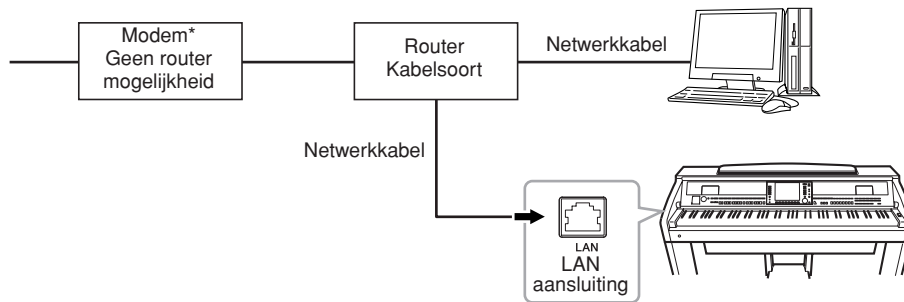 Modem*
Geen router
mogelijkheid
Router
Kabelsoort
Netwerkkabel
Netwerkkabel
LAN
LAN
aansluiting